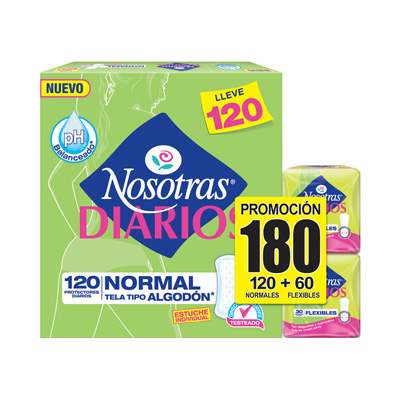 NUEVO
LLEVE
120
pH
Balanceado*
Nosotras®
DIARIOS
120
PROTECTORES
DIARIOS
NORMAL
TELA TIPO ALGODÓN*
ESTUCHE
INDIVIDUAL
TESTEADO
PROMOCIÓN
180
120 + 60
NORMALES FLEXIBLES
FLEXIBLES
30
FLEXIBLES